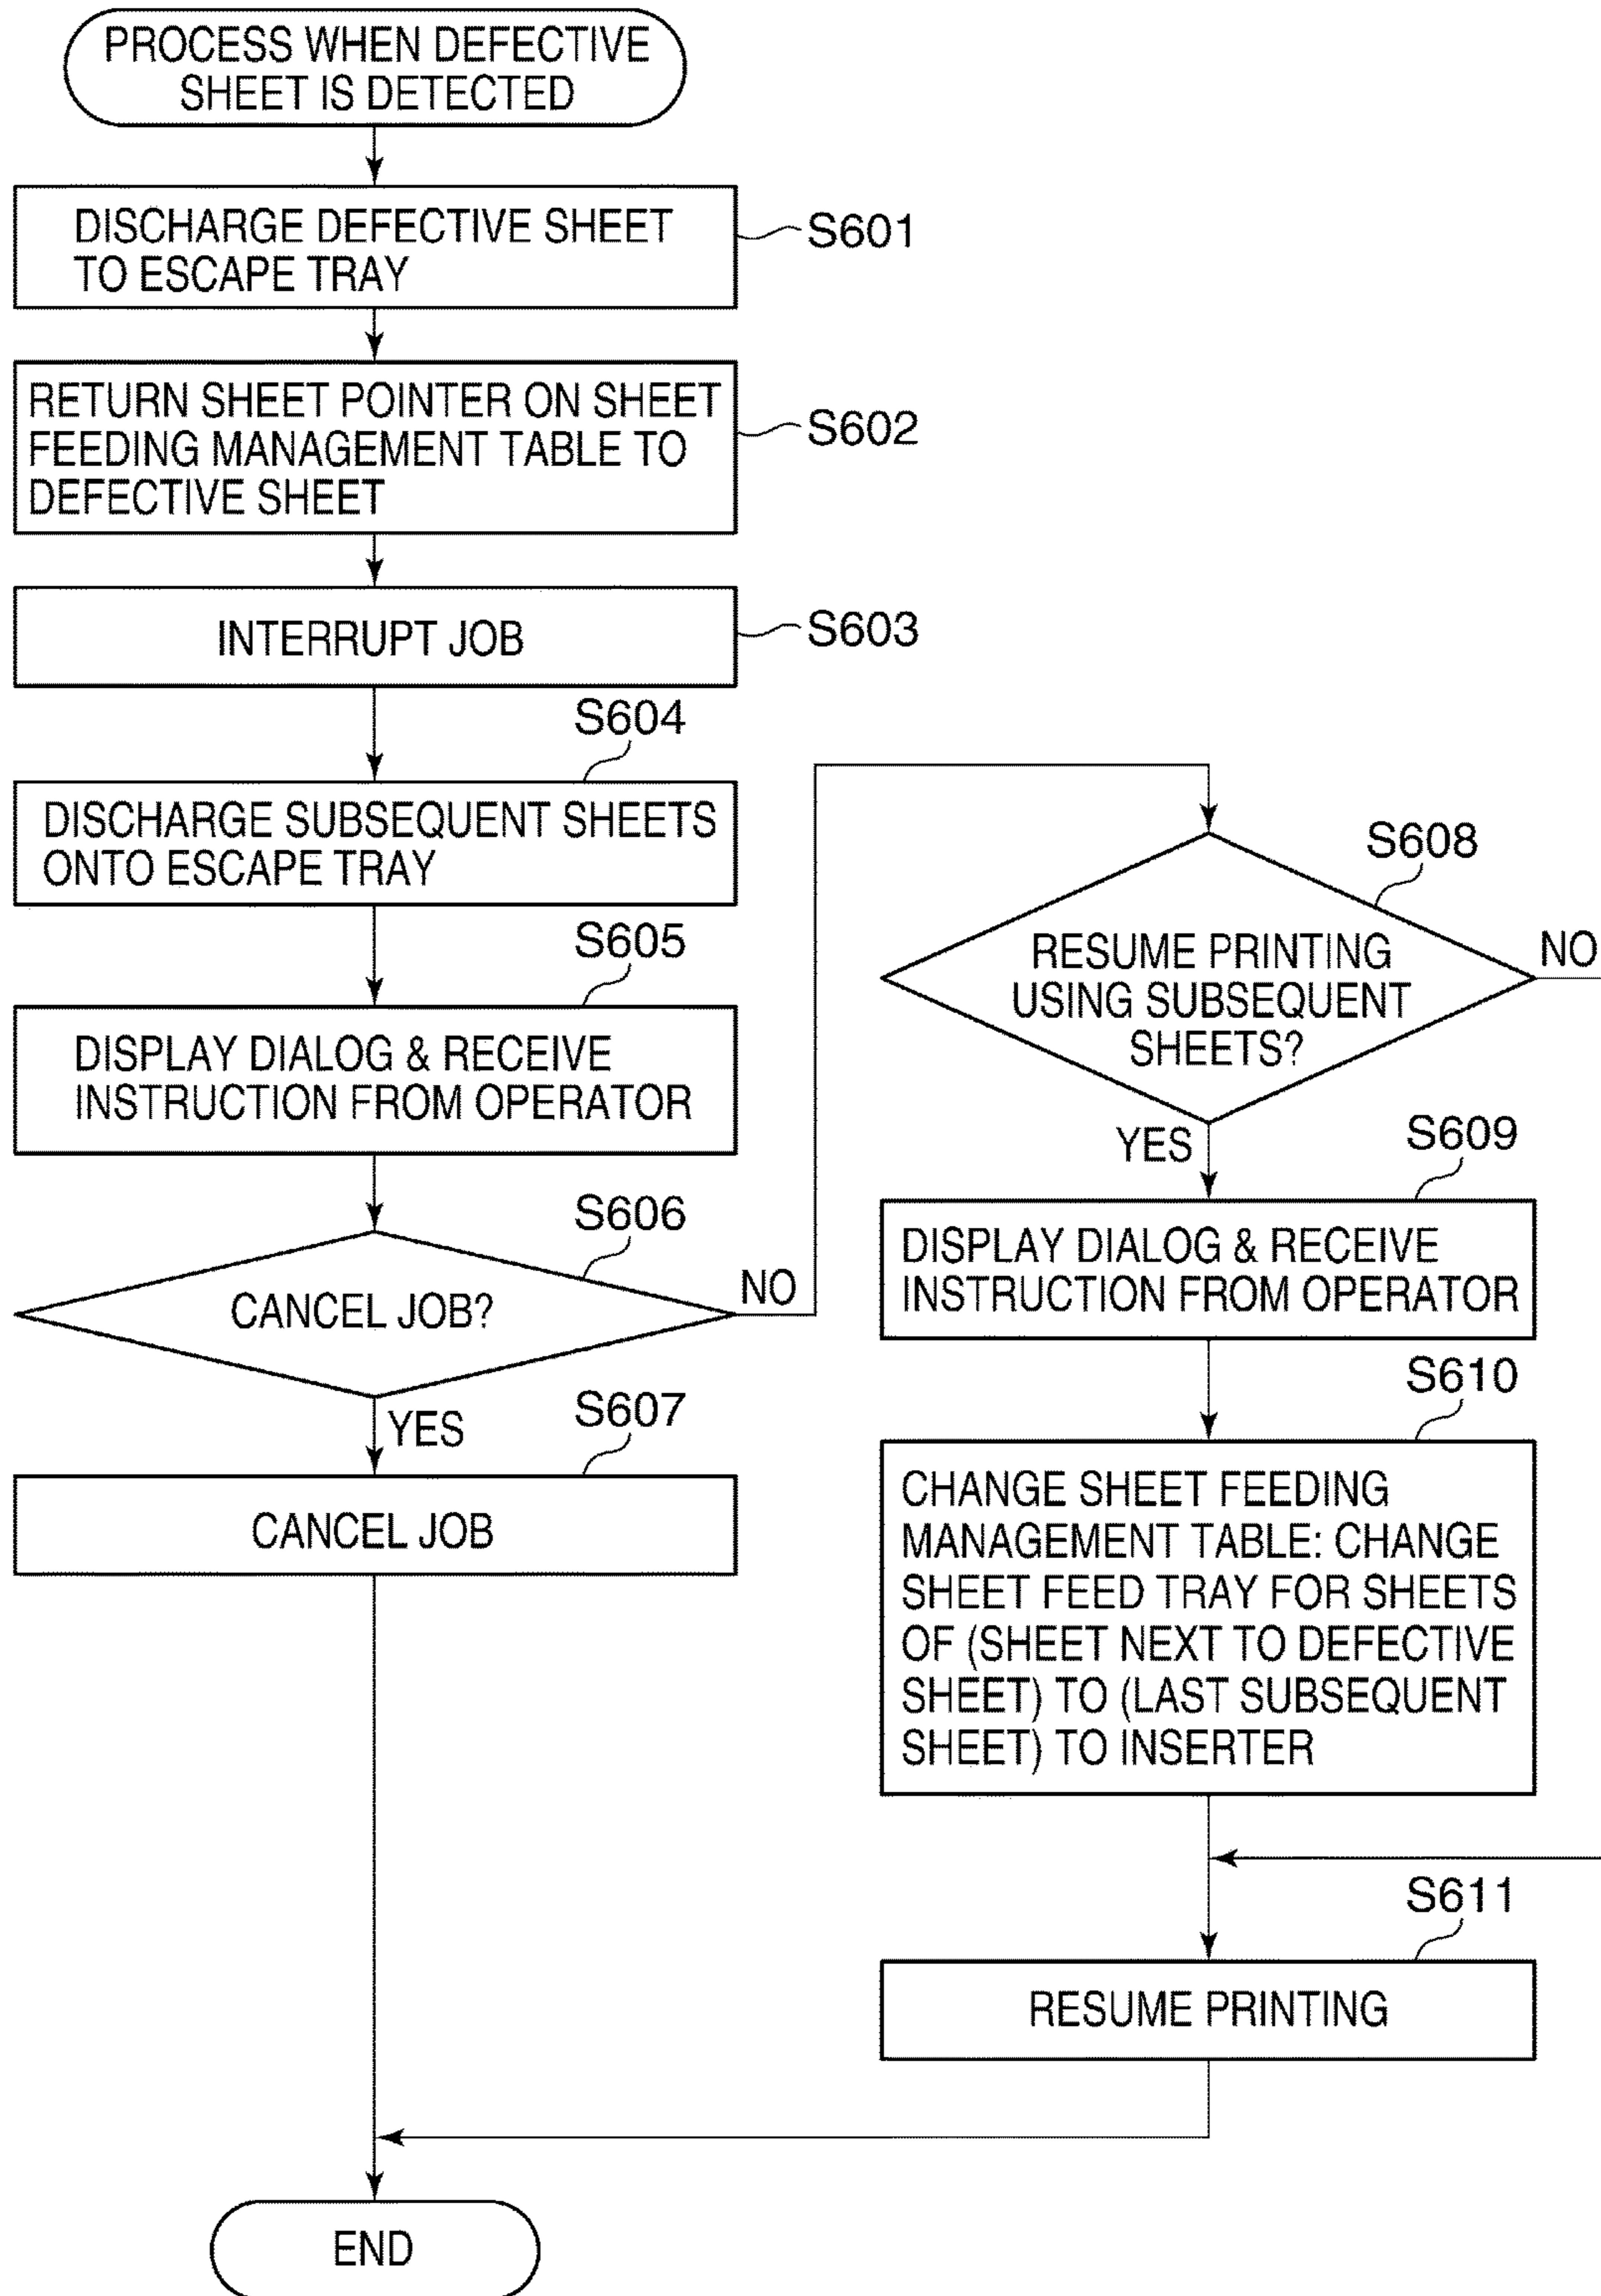 PROCESS WHEN DEFECTIVE
SHEET IS DETECTED
DISCHARGE DEFECTIVE SHEET
TO ESCAPE TRAY
S601
RETURN SHEET POINTER ON SHEET
FEEDING MANAGEMENT TABLE TO
DEFECTIVE SHEET
S602
INTERRUPT JOB
S603
S604
DISCHARGE SUBSEQUENT SHEETS
ONTO ESCAPE TRAY
S605
DISPLAY DIALOG & RECEIVE
INSTRUCTION FROM OPERATOR
S606
CANCEL JOB?
NO
YES
S607
CANCEL JOB
S608
RESUME PRINTING
USING SUBSEQUENT
SHEETS?
NO
YES
S609
DISPLAY DIALOG & RECEIVE
INSTRUCTION FROM OPERATOR
S610
CHANGE SHEET FEEDING
MANAGEMENT TABLE: CHANGE
SHEET FEED TRAY FOR SHEETS
OF (SHEET NEXT TO DEFECTIVE
SHEET) TO (LAST SUBSEQUENT
SHEET) TO INSERTER
S611
RESUME PRINTING
END